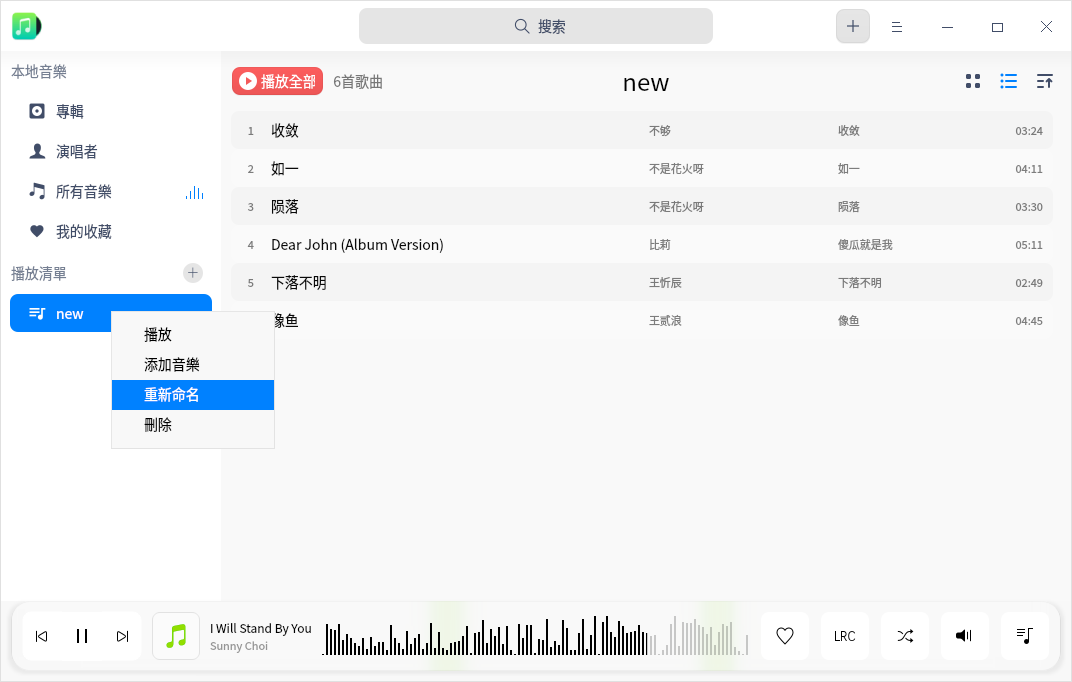 搜索
本地音樂
專輯
演唱者
所有音樂
我的收藏
播放清單
new
播放
添加音樂
重新命名
刪除
播放全部 6首歌曲 new
1 收敛 不够 收敛 03:24
2 如一 不是花火呀 如一 04:11
3 陨落 不是花火呀 陨落 03:30
4 Dear John (Album Version) 比莉 傻瓜就是我 05:11
5 下落不明 王忻辰 下落不明 02:49
像鱼 王贰浪 像鱼 04:45
I Will Stand By You
Sunny Choi
LRC